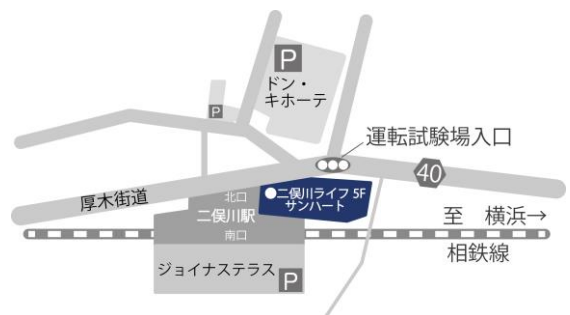 P
ドン・
キホーテ
P
運転試験場入口
40
厚木街道
北口
二俣川駅
南口
二俣川ライフ 5F
サンハート
至 横浜→
相鉄線
ジョイナステラス
P